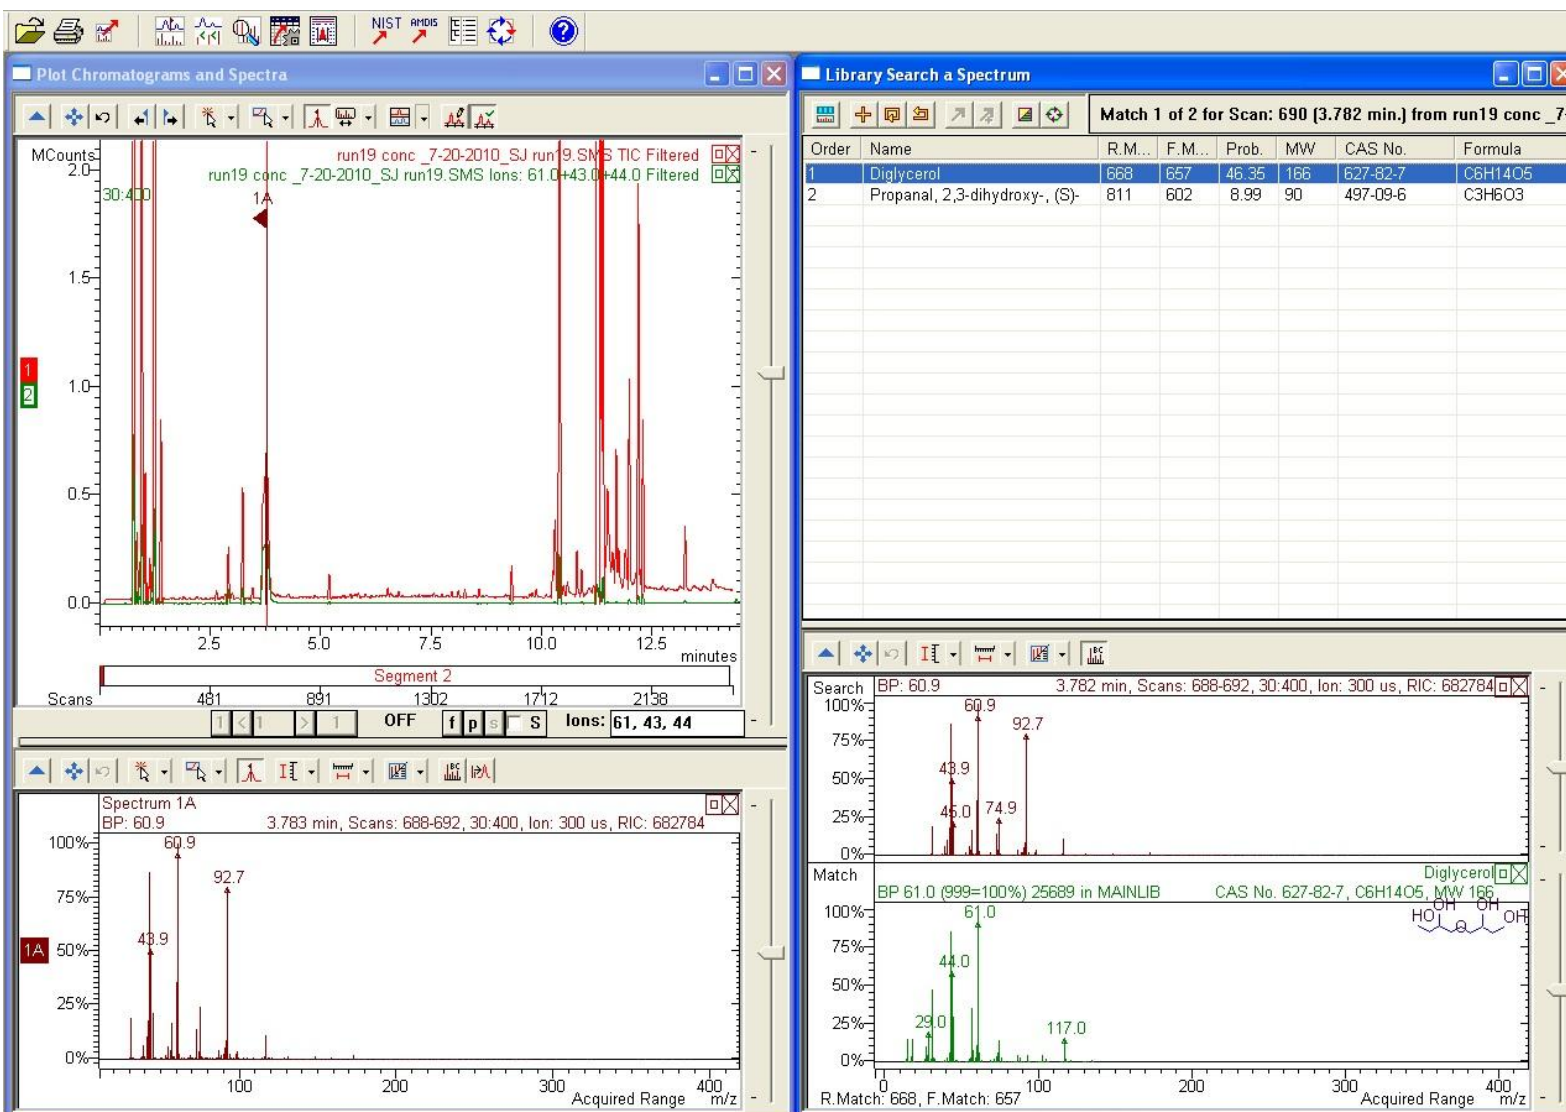 NIST AMDIS
Plot Chromatograms and Spectra
MCounts
run19 conc _7-20-2010_SJ run19.SMS TIC Filtered
run19 conc _7-20-2010_SJ run19.SMS Ions: 61.0+43.0+44.0 Filtered
30:400
1A
2.0
1.5
1.0
0.5
0.0
1
2
2.5 5.0 7.5 10.0 12.5
minutes
Segment 2
Scans 481 891 1302 1712 2138
1 < 1 > 1 OFF f p s S Ions: 61, 43, 44
Spectrum 1A
BP: 60.9 3.783 min, Scans: 688-692, 30:400, Ion: 300 us, RIC: 682784
100% 60.9
92.7
75%
43.9
1A 50%
25%
0%
100 200 300 400
Acquired Range m/z
Library Search a Spectrum
Match 1 of 2 for Scan: 690 (3.782 min.) from run19 conc _7-
Order Name R.M... F.M... Prob. MW CAS No. Formula
1 Diglycerol 668 657 46.35 166 627-82-7 C6H14O5
2 Propanal, 2,3-dihydroxy-, (S)- 811 602 8.99 90 497-09-6 C3H6O3
Search BP: 60.9 3.782 min, Scans: 688-692, 30:400, Ion: 300 us, RIC: 682784
100% 60.9
92.7
75%
43.9
50%
45.0 74.9
25%
0%
Match Diglycerol
BP 61.0 (999=100%) 25689 in MAINLIB CAS No. 627-82-7, C6H14O5, MW 166
100% 61.0
HO OH O OH OH
75%
44.0
50%
25% 29.0 117.0
0%
0 100 200 300 400
R.Match: 668, F.Match: 657 Acquired Range m/z